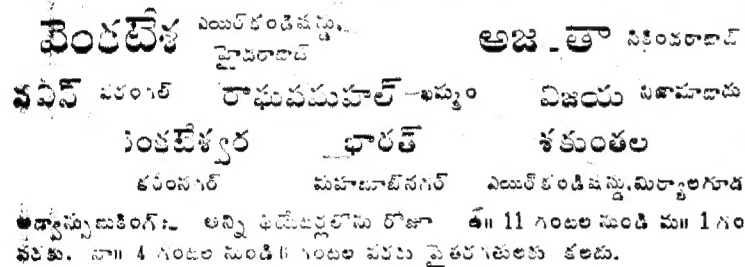 వెంకటేశ ఎయిర్ కండిషన్డు, హైదరాబాద్ అజంతా సికిందరాబాద్
నవీన్ వరంగల్ రాఘవమహల్—ఖమ్మం విజయ నిజామాబాదు
వెంకటేశ్వర భారత్ శకుంతల
కరీంనగర్ మహబూబ్‌నగర్ ఎయిర్ కండిషన్డు, మిర్యాలగూడ
అడ్వాన్సుబుకింగ్:- అన్ని థియేటర్లలోను రోజూ ఉ॥ 11 గంటల నుండి మ॥ 1 గం
వరకు. సా॥ 4 గంటల నుండి 6 గంటల వరకు పైతరగతులకు కలదు.